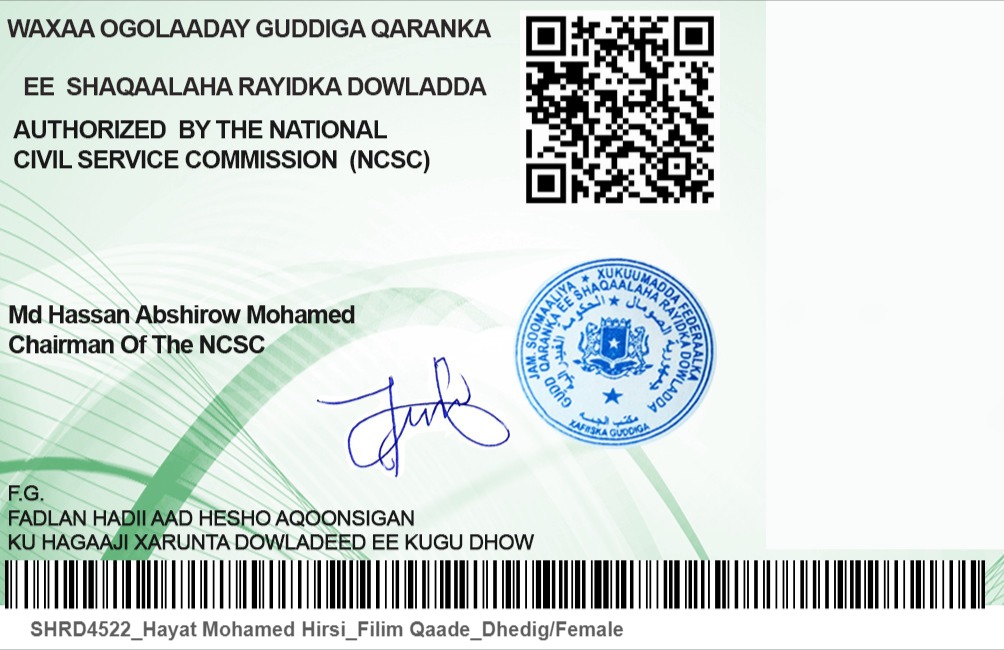 WAXAA OGOLAADAY GUDDIGA QARANKA
EE SHAQAALAHA RAYIDKA DOWLADDA
AUTHORIZED BY THE NATIONAL
CIVIL SERVICE COMMISSION (NCSC)
Md Hassan Abshirow Mohamed
Chairman Of The NCSC
JAM. SOOMAALIYA ★ XUKUUMADDA FEDERAALKA
GUDD QARANKA EE SHAQAALAHA RAYIDKA DOWLADDA
XAFIISKA GUDDIGA
F.G.
FADLAN HADII AAD HESHO AQOONSIGAN
KU HAGAAJI XARUNTA DOWLADEED EE KUGU DHOW
SHRD4522_Hayat Mohamed Hirsi_Filim Qaade_Dhedig/Female